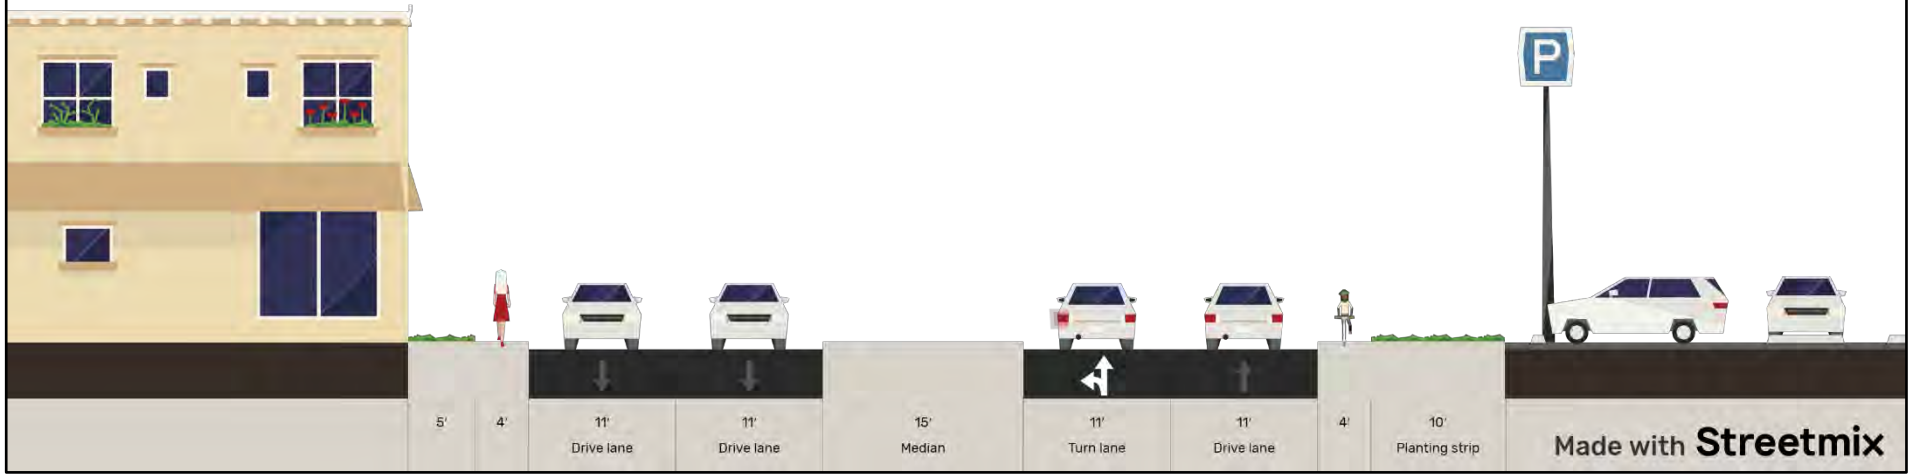 P
5'
4'
11'
Drive lane
11'
Drive lane
15'
Median
11'
Turn lane
11'
Drive lane
4'
10'
Planting strip
Made with Streetmix